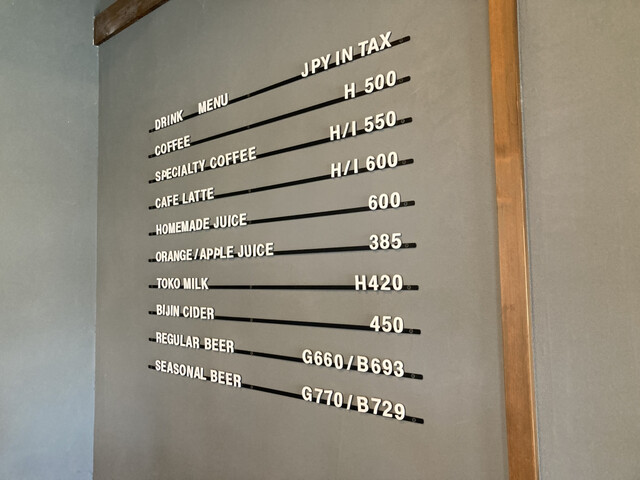 DRINK MENU JPY IN TAX
COFFEE H 500
SPECIALTY COFFEE H/I 550
CAFE LATTE H/I 600
HOMEMADE JUICE 600
ORANGE/APPLE JUICE 385
TOKO MILK H420
BIJIN CIDER 450
REGULAR BEER G660/B693
SEASONAL BEER G770/B729